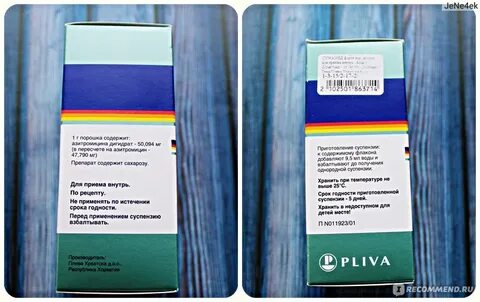 JeNe4ek
1 г порошка содержит:
азитромицина дигидрат - 50,094 мг
(в пересчете на азитромицин -
47,790 мг)
Препарат содержит сахарозу.
Для приема внутрь.
По рецепту.
Не применять по истечении
срока годности.
Перед применением суспензию
взбалтывать.
Производитель:
Плива Хрватска д.о.о.,
Республика Хорватия
2 102501 863714
Приготовление суспензии:
к содержимому флакона
добавляют 9,5 мл воды и
взбалтывают до получения
однородной суспензии.
Хранить при температуре не
выше 25°C.
Срок годности приготовленной
суспензии - 5 дней.
Хранить в недоступном для
детей месте!
П N011923/01
PLIVA
IRECOMMEND.RU